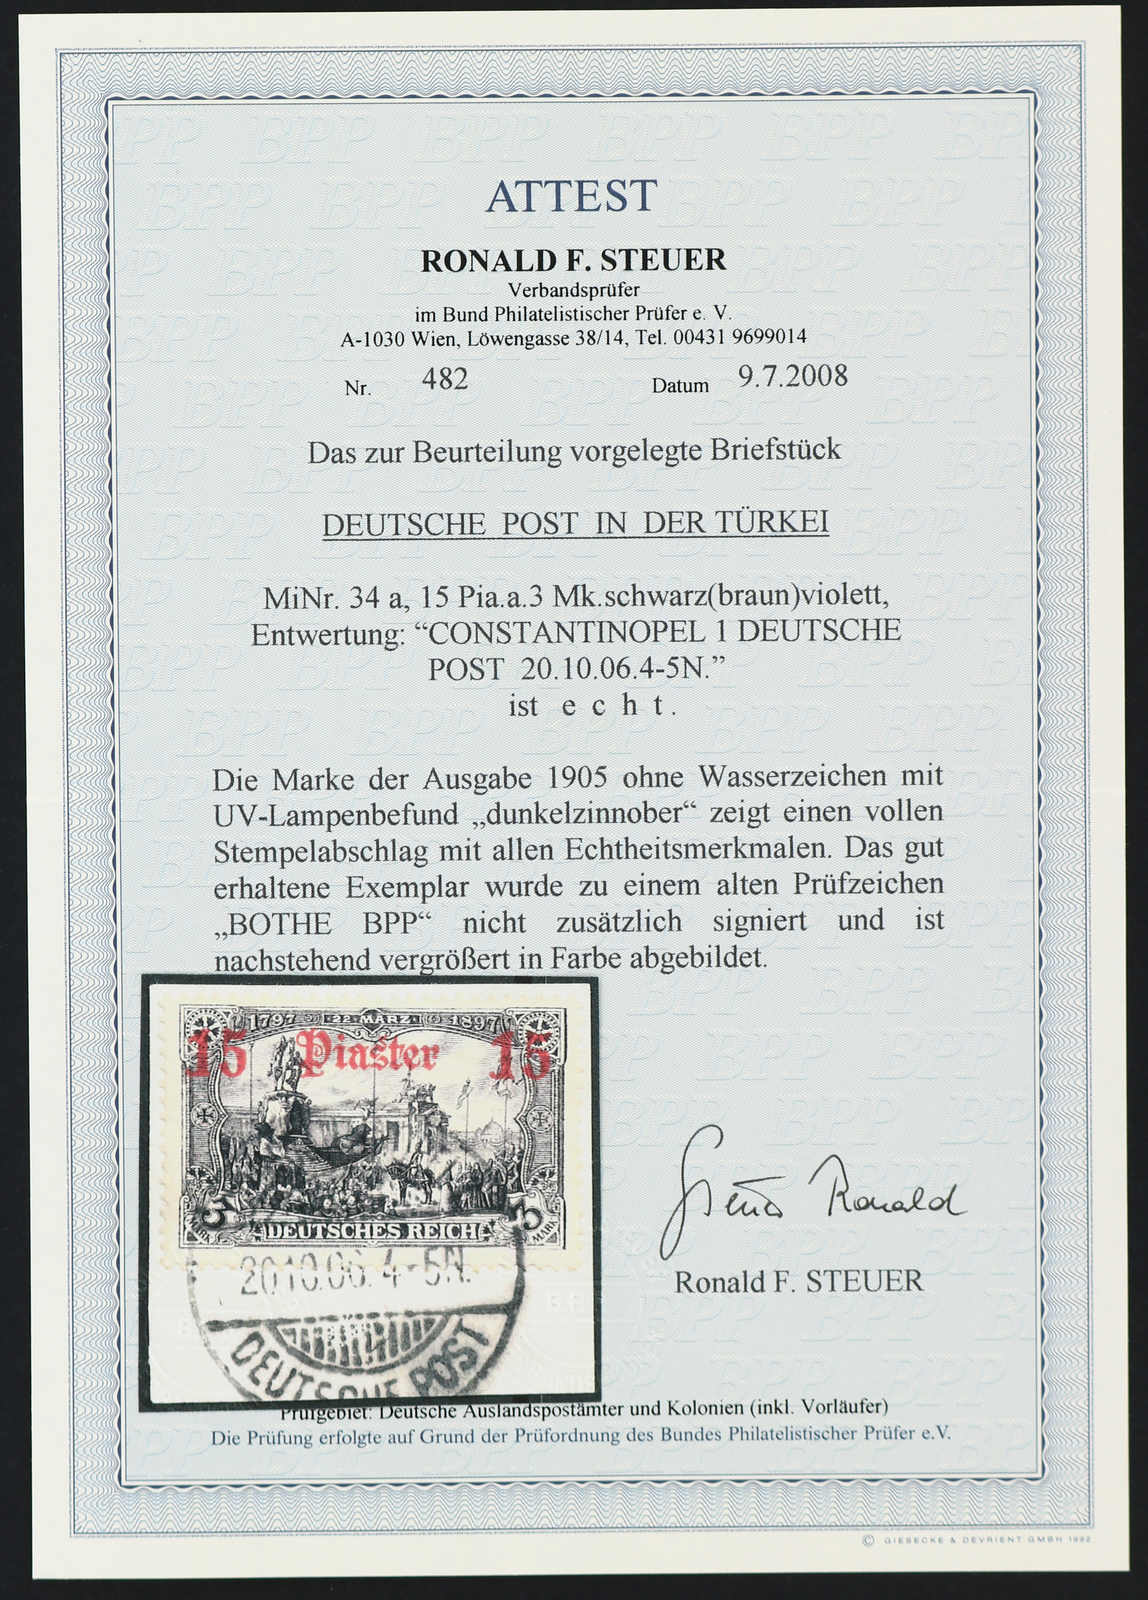 ATTEST
RONALD F. STEUER
Verbandsprüfer
im Bund Philatelistischer Prüfer e. V.
A-1030 Wien, Löwengasse 38/14, Tel. 00431 9699014
Nr. 482 Datum 9.7.2008
Das zur Beurteilung vorgelegte Briefstück
DEUTSCHE POST IN DER TÜRKEI
MiNr. 34 a, 15 Pia.a.3 Mk.schwarz(braun)violett,
Entwertung: “CONSTANTINOPEL 1 DEUTSCHE
POST 20.10.06.4-5N.”
ist e c h t .
Die Marke der Ausgabe 1905 ohne Wasserzeichen mit
UV-Lampenbefund „dunkelzinnober“ zeigt einen vollen
Stempelabschlag mit allen Echtheitsmerkmalen. Das gut
erhaltene Exemplar wurde zu einem alten Prüfzeichen
„BOTHE BPP“ nicht zusätzlich signiert und ist
nachstehend vergrößert in Farbe abgebildet.
1797 22 MÄRZ 1897
15 Piaster 15
3 MARK DEUTSCHES REICH 3 MARK
20.10.06. 4-5N.
DEUTSCHE POST
Steuer Ronald
Ronald F. STEUER
Prüfgebiet: Deutsche Auslandspostämter und Kolonien (inkl. Vorläufer)
Die Prüfung erfolgte auf Grund der Prüfordnung des Bundes Philatelistischer Prüfer e.V.
© GIESECKE & DEVRIENT GMBH 1992